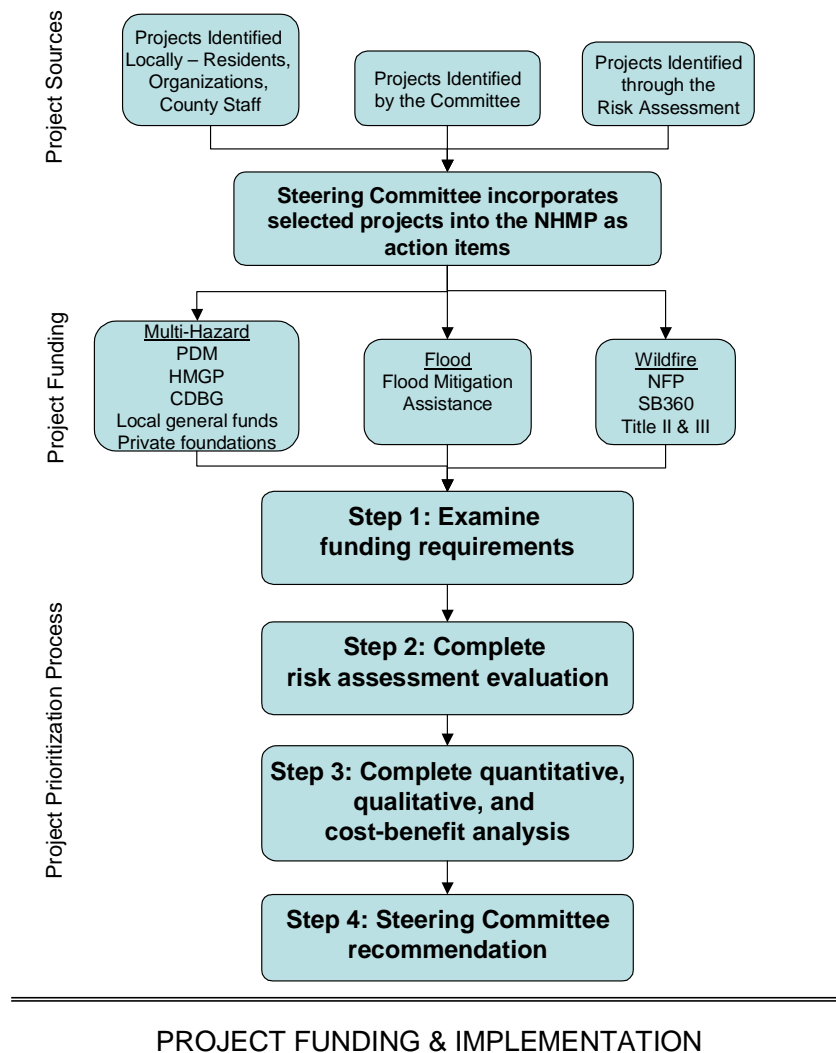 Project Sources
Projects Identified
Locally – Residents,
Organizations,
County Staff
Projects Identified
by the Committee
Projects Identified
through the
Risk Assessment
Steering Committee incorporates
selected projects into the NHMP as
action items
Project Funding
Multi-Hazard
PDM
HMGP
CDBG
Local general funds
Private foundations
Flood
Flood Mitigation
Assistance
Wildfire
NFP
SB360
Title II & III
Project Prioritization Process
Step 1: Examine
funding requirements
Step 2: Complete
risk assessment evaluation
Step 3: Complete quantitative,
qualitative, and
cost-benefit analysis
Step 4: Steering Committee
recommendation
PROJECT FUNDING & IMPLEMENTATION